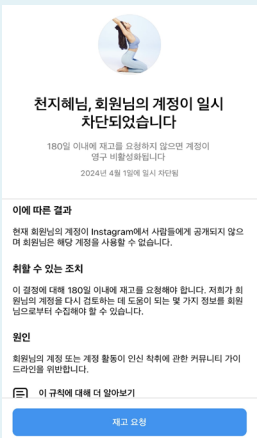 천지혜님, 회원님의 계정이 일시
차단되었습니다
180일 이내에 재고를 요청하지 않으면 계정이
영구 비활성화됩니다
2024년 4월 1일에 일시 차단됨
이에 따른 결과
현재 회원님의 계정이 Instagram에서 사람들에게 공개되지 않으
며 회원님은 해당 계정을 사용할 수 없습니다.
취할 수 있는 조치
이 결정에 대해 180일 이내에 재고를 요청해야 합니다. 저희가 회
원님의 계정을 다시 검토하는 데 도움이 되는 몇 가지 정보를 회원
님으로부터 수집해야 할 수 있습니다.
원인
회원님의 계정 또는 계정 활동이 인신 착취에 관한 커뮤니티 가이
드라인을 위반합니다.
이 규칙에 대해 더 알아보기
재고 요청